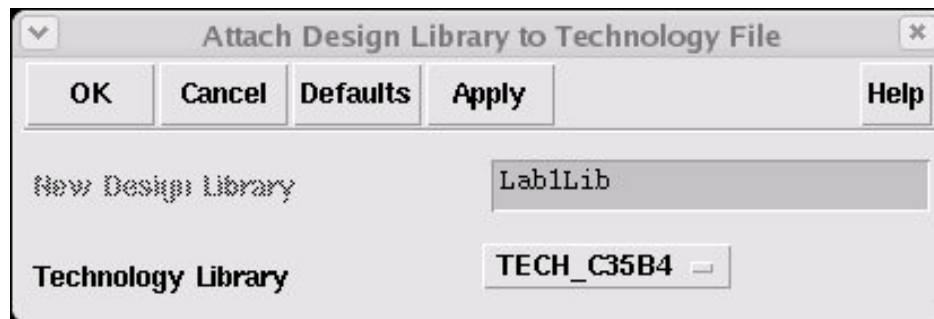 Attach Design Library to Technology File
OK Cancel Defaults Apply Help
New Design Library Lab1Lib
Technology Library TECH_C35B4